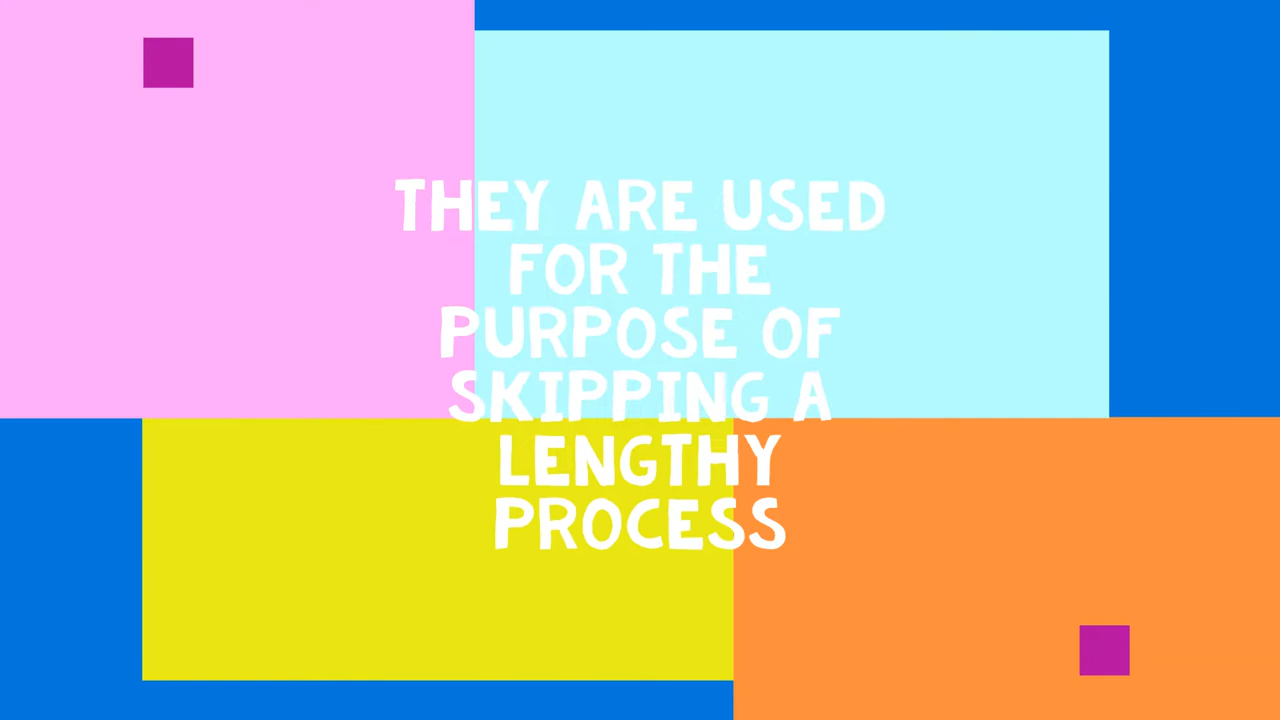 THEY ARE USED
FOR THE
PURPOSE OF
SKIPPING A
LENGTHY
PROCESS